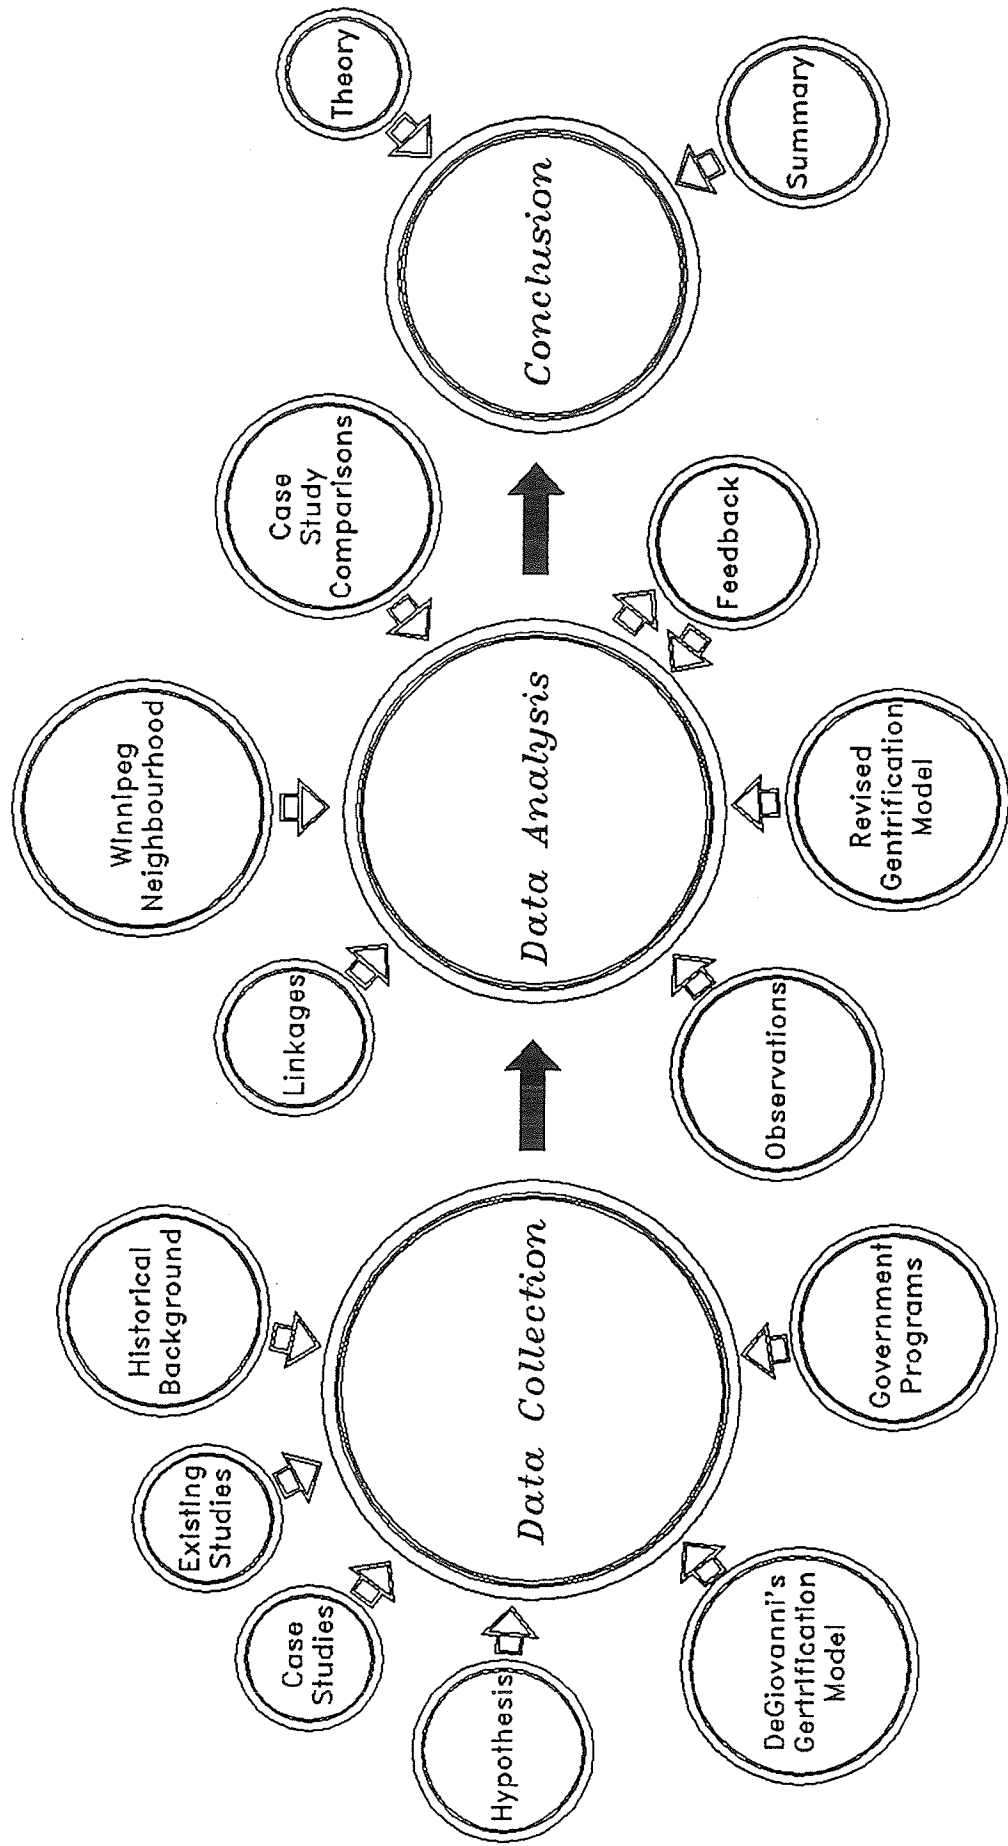 Hypothesis
Case
Studies
Existing
Studies
Historical
Background
Data Collection
DeGiovanni's
Gertrification
Model
Government
Programs
Linkages
Winnipeg
Neighbourhood
Case
Study
Comparisons
Data Analysis
Observations
Revised
Gentrification
Model
Feedback
Theory
Conclusion
Summary